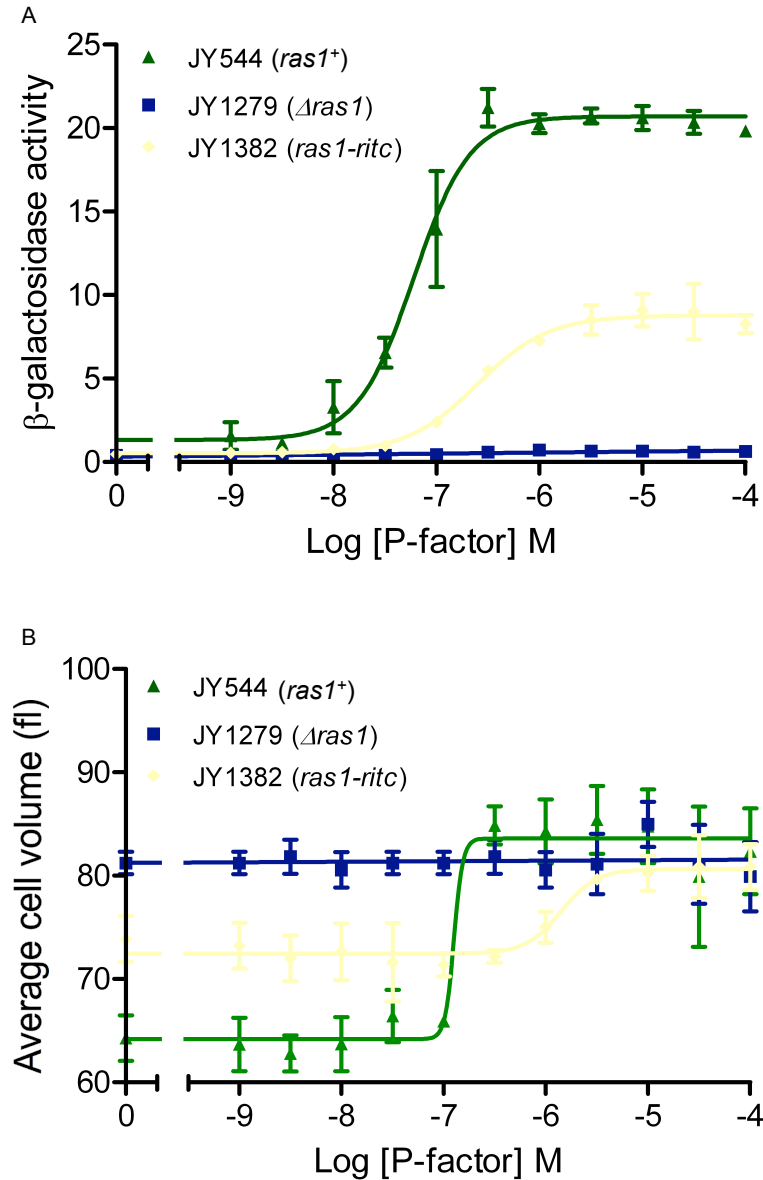 A
25
20
15
10
5
0
β-galactosidase activity
JY544 (ras1+)
JY1279 (Δras1)
JY1382 (ras1-ritc)
0 -9 -8 -7 -6 -5 -4
Log [P-factor] M
B
100
90
80
70
60
Average cell volume (fl)
JY544 (ras1+)
JY1279 (Δras1)
JY1382 (ras1-ritc)
0 -9 -8 -7 -6 -5 -4
Log [P-factor] M